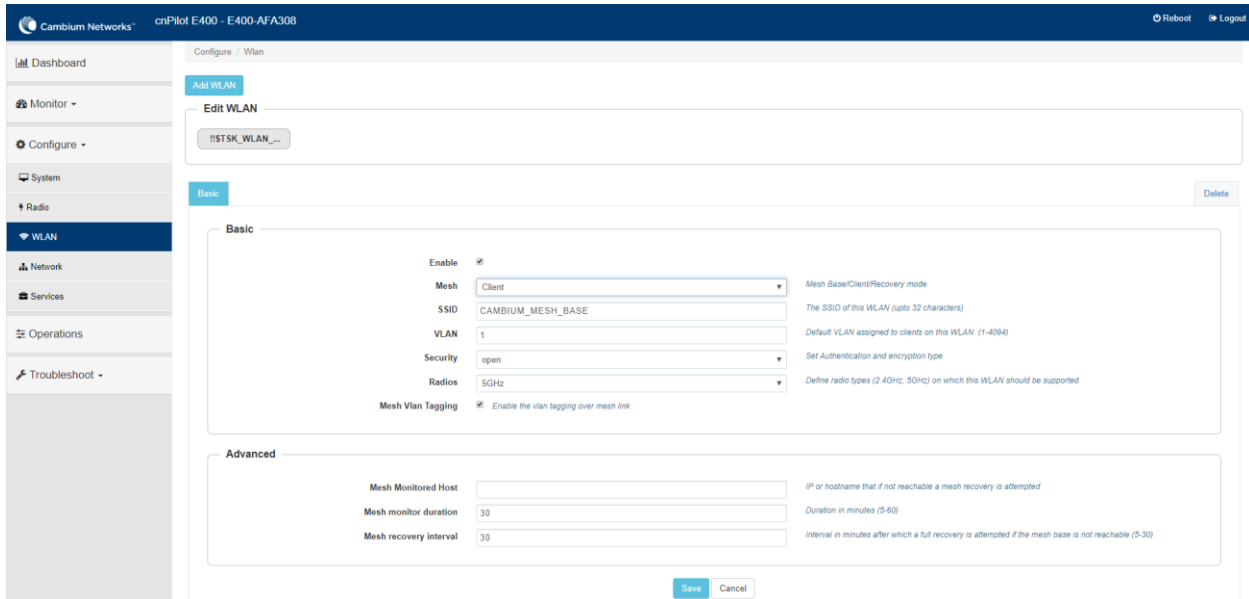 Cambium Networks™ cnPilot E400 - E400-AFA308 Reboot Logout
Dashboard
Monitor
Configure
System
Radio
WLAN
Network
Services
Operations
Troubleshoot
Configure / Wlan
Add WLAN
Edit WLAN
!!STSK_WLAN_...
Basic Delete
Basic
Enable
Mesh Client Mesh Base/Client/Recovery mode
SSID CAMBIUM_MESH_BASE The SSID of this WLAN (upto 32 characters)
VLAN 1 Default VLAN assigned to clients on this WLAN. (1-4094)
Security open Set Authentication and encryption type
Radios 5GHz Define radio types (2.4GHz, 5GHz) on which this WLAN should be supported
Mesh Vlan Tagging Enable the vlan tagging over mesh link
Advanced
Mesh Monitored Host IP or hostname that if not reachable a mesh recovery is attempted
Mesh monitor duration 30 Duration in minutes (5-60)
Mesh recovery interval 30 Interval in minutes after which a full recovery is attempted if the mesh base is not reachable (5-30)
Save Cancel